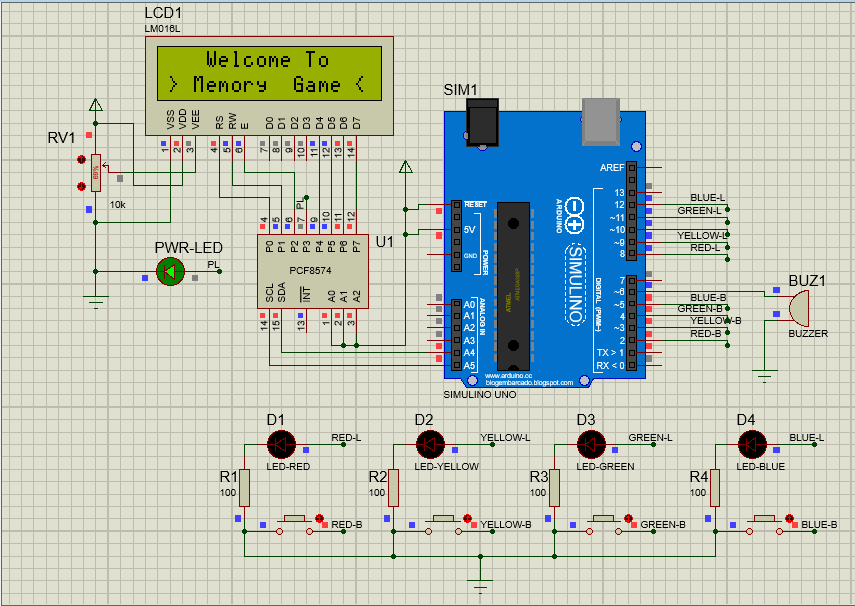 LCD1
LM016L
Welcome To
> Memory Game <
VSS VDD VEE RS RW E D0 D1 D2 D3 D4 D5 D6 D7
1 2 3 4 5 6 7 8 9 10 11 12 13 14
RV1
10k
PL
4 5 6 7 9 10 11 12
P0 P1 P2 P3 P4 P5 P6 P7
U1
PCF8574
SCL SDA INT A0 A1 A2
14 15 13 1 2 3
PWR-LED
PL
SIM1
AREF
RESET
5V
GND
POWER
ANALOG IN
A0
A1
A2
A3
A4
A5
ATMEL
ARDUINO
(SIMULINO)
DIGITAL (PWM~)
13
12
~11
~10
~9
8
7
~6
~5
4
~3
2
TX > 1
RX < 0
www.arduino.cc
blogembarcado.blogspot.com
SIMULINO UNO
BLUE-L
GREEN-L
YELLOW-L
RED-L
BLUE-B
GREEN-B
YELLOW-B
RED-B
BUZ1
BUZZER
D1
RED-L
LED-RED
R1
100
RED-B
D2
YELLOW-L
LED-YELLOW
R2
100
YELLOW-B
D3
GREEN-L
LED-GREEN
R3
100
GREEN-B
D4
BLUE-L
LED-BLUE
R4
100
BLUE-B